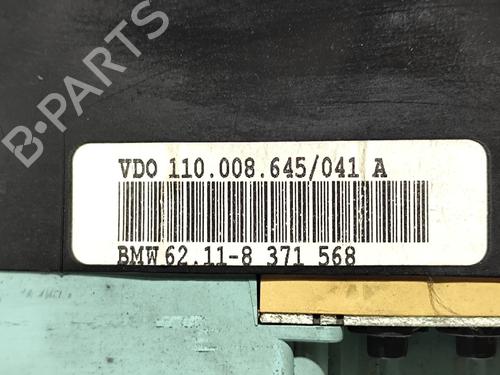 B-PARTS
VDO 110.008.645/041 A
BMW 62.11-8 371 568